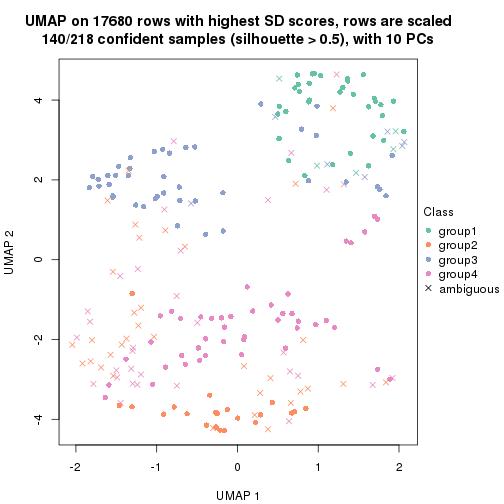 UMAP on 17680 rows with highest SD scores, rows are scaled
140/218 confident samples (silhouette > 0.5), with 10 PCs
4
2
0
-2
-4
UMAP 2
-2
-1
0
1
2
UMAP 1
Class
group1
group2
group3
group4
ambiguous